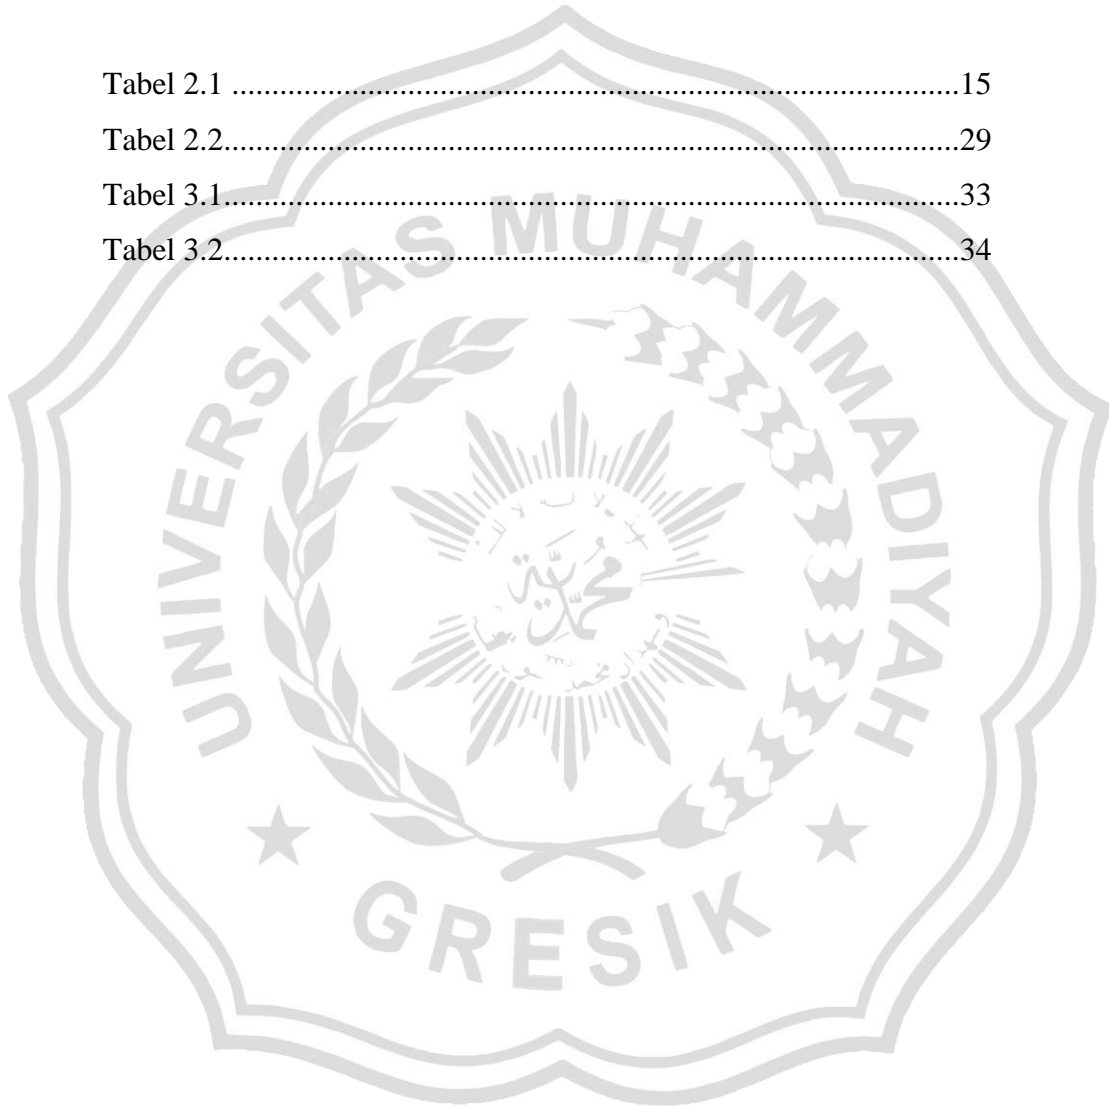 Tabel 2.1 ...........................................................................................15
Tabel 2.2............................................................................................29
Tabel 3.1............................................................................................33
Tabel 3.2............................................................................................34
UNIVERSITAS MUHAMMADIYAH
محمدية
GRESIK